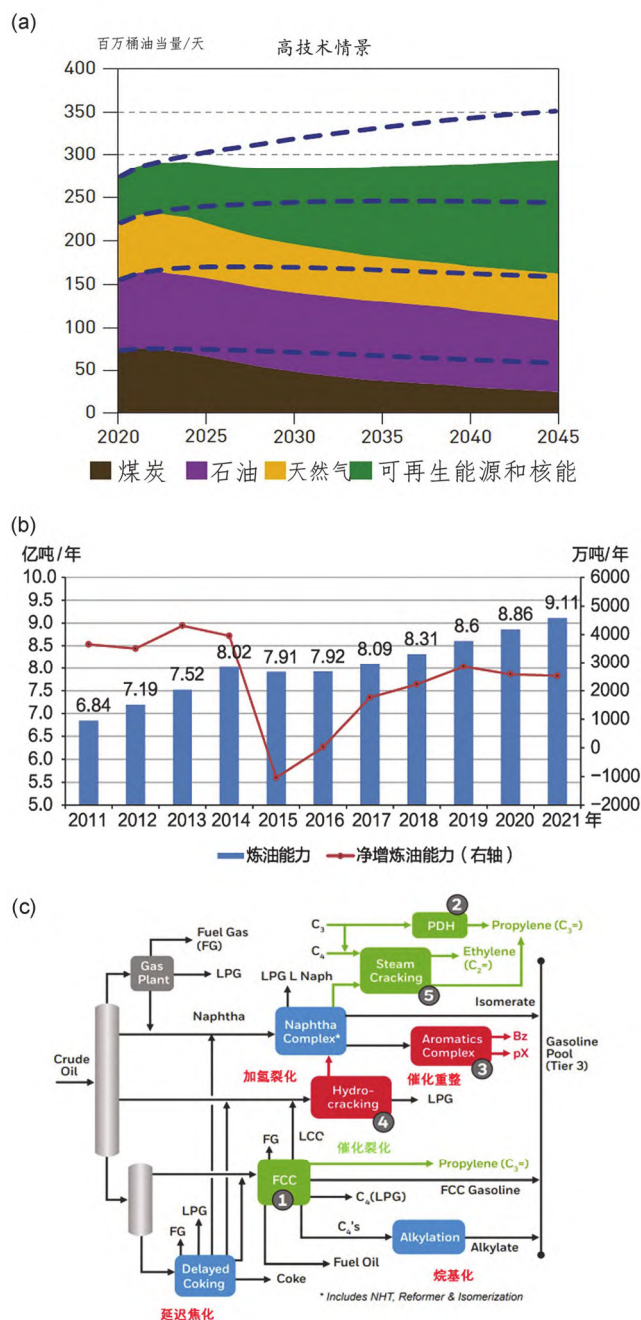 (a)
百万桶油当量/天
高技术情景
400
350
300
250
200
150
100
50
0
2020 2025 2030 2035 2040 2045
煤炭 石油 天然气 可再生能源和核能
(b)
亿吨/年 万吨/年
10.0
9.5
9.0
8.5
8.0
7.5
7.0
6.5
6.0
5.5
5.0
6.84 7.19 7.52 8.02 7.91 7.92 8.09 8.31 8.6 8.86 9.11
6000
5000
4000
3000
2000
1000
0
−1000
−2000
2011 2012 2013 2014 2015 2016 2017 2018 2019 2020 2021 年
炼油能力 净增炼油能力（右轴）
(c)
C₃
PDH
2
Propylene (C₃=)
Fuel Gas
(FG)
C₄
Steam
Cracking
5
Ethylene
(C₂=)
Gas
Plant
LPG
LPG L Naph
Isomerate
Naphtha
Naphtha
Complex*
Aromatics
Complex
3
Bz
pX
Gasoline
Pool
(Tier 3)
Crude
Oil
加氢裂化
催化重整
Hydro-
cracking
4
LPG
FG
催化裂化
FCC
1
Propylene (C₃=)
FCC Gasoline
C₄(LPG)
LPG
FG
C₄'s
Alkylation
Alkylate
Delayed
Coking
Coke
Fuel Oil
烷基化
延迟焦化
* Includes NHT, Reformer & Isomerization